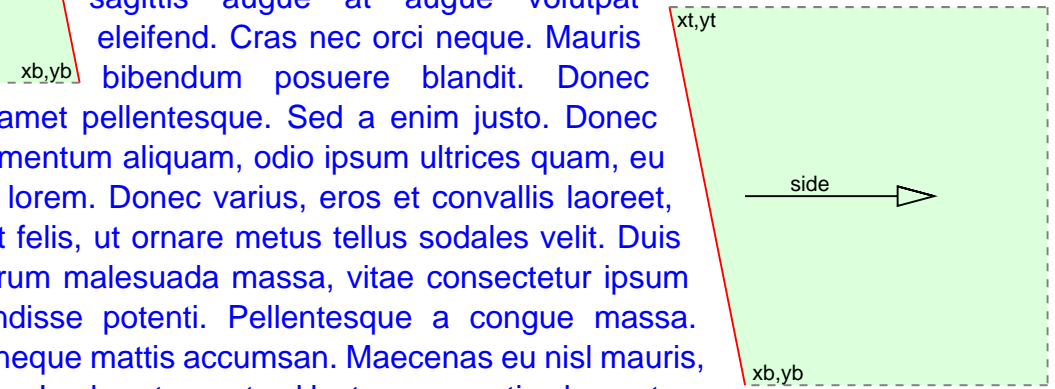 sagittis augue at augue volutpat
xt,yt
eleifend. Cras nec orci neque. Mauris
xb,yb
bibendum posuere blandit. Donec
amet pellentesque. Sed a enim justo. Donec
mentum aliquam, odio ipsum ultrices quam, eu
lorem. Donec varius, eros et convallis laoreet,
side
t felis, ut ornare metus tellus sodales velit. Duis
rum malesuada massa, vitae consectetur ipsum
ndisse potenti. Pellentesque a congue massa.
neque mattis accumsan. Maecenas eu nisl mauris,
xb,yb